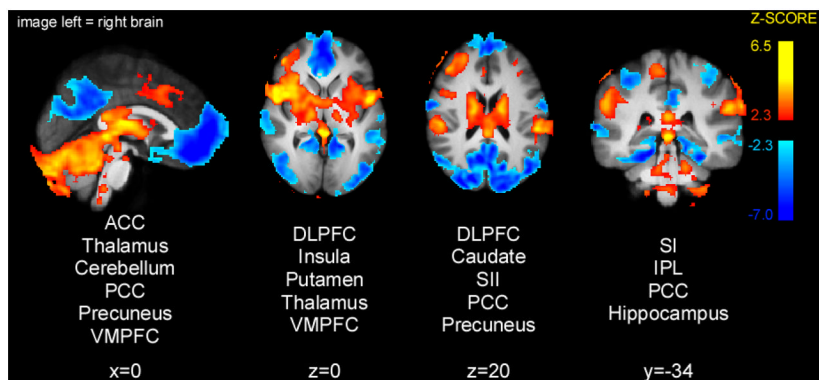 image left = right brain
Z-SCORE
6.5
2.3
-2.3
-7.0
ACC
Thalamus
Cerebellum
PCC
Precuneus
VMPFC
x=0
DLPFC
Insula
Putamen
Thalamus
VMPFC
z=0
DLPFC
Caudate
SII
PCC
Precuneus
z=20
SI
IPL
PCC
Hippocampus
y=-34